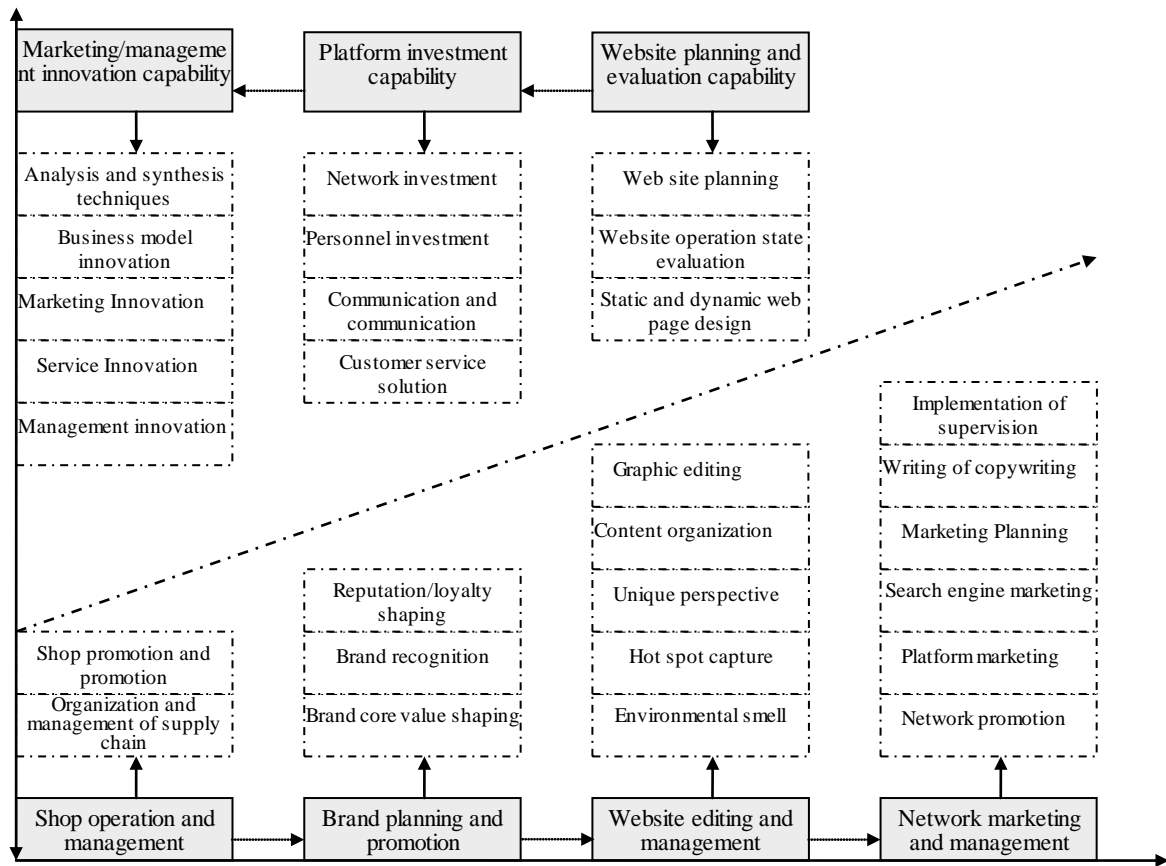 Marketing/manageme
nt innovation capability
Platform investment
capability
Website planning and
evaluation capability
Analysis and synthesis
techniques
Business model
innovation
Marketing Innovation
Service Innovation
Management innovation
Network investment
Personnel investment
Communication and
communication
Customer service
solution
Web site planning
Website operation state
evaluation
Static and dynamic web
page design
Shop promotion and
promotion
Organization and
management of supply
chain
Reputation/loyalty
shaping
Brand recognition
Brand core value shaping
Graphic editing
Content organization
Unique perspective
Hot spot capture
Environmental smell
Implementation of
supervision
Writing of copywriting
Marketing Planning
Search engine marketing
Platform marketing
Network promotion
Shop operation and
management
Brand planning and
promotion
Website editing and
management
Network marketing
and management